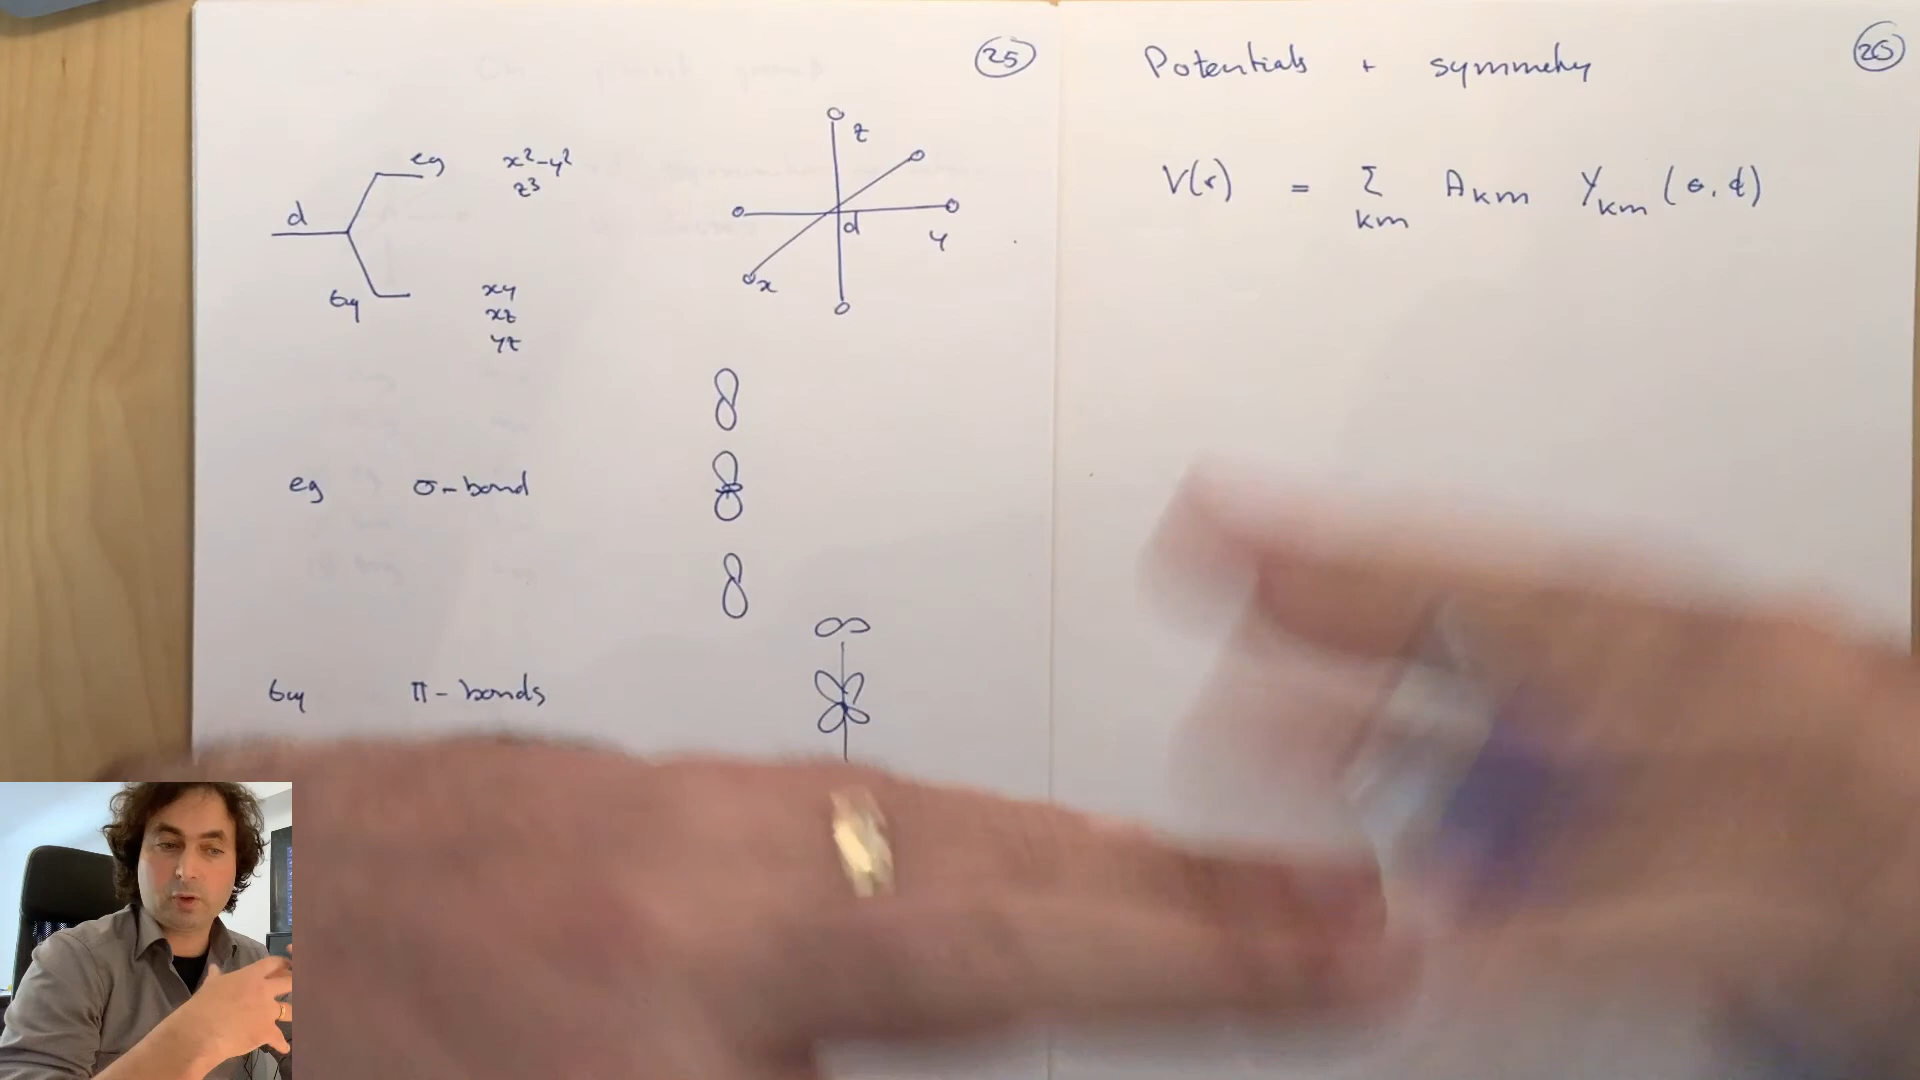 25
eg x²-y²
z3
d
t2g xy
xz
yz
z
d
y
x
eg σ-bond
t2g π-bonds
26
Potentials + symmetry
V(r) = Σ Akm Ykm (θ, φ)
km